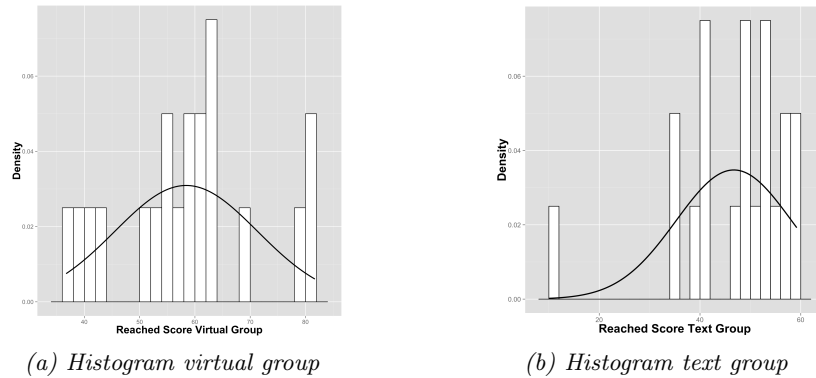 0.06
0.04
0.02
0.00
Density
40
50
60
70
80
Reached Score Virtual Group
(a) Histogram virtual group
0.06
0.04
0.02
0.00
Density
20
40
60
Reached Score Text Group
(b) Histogram text group